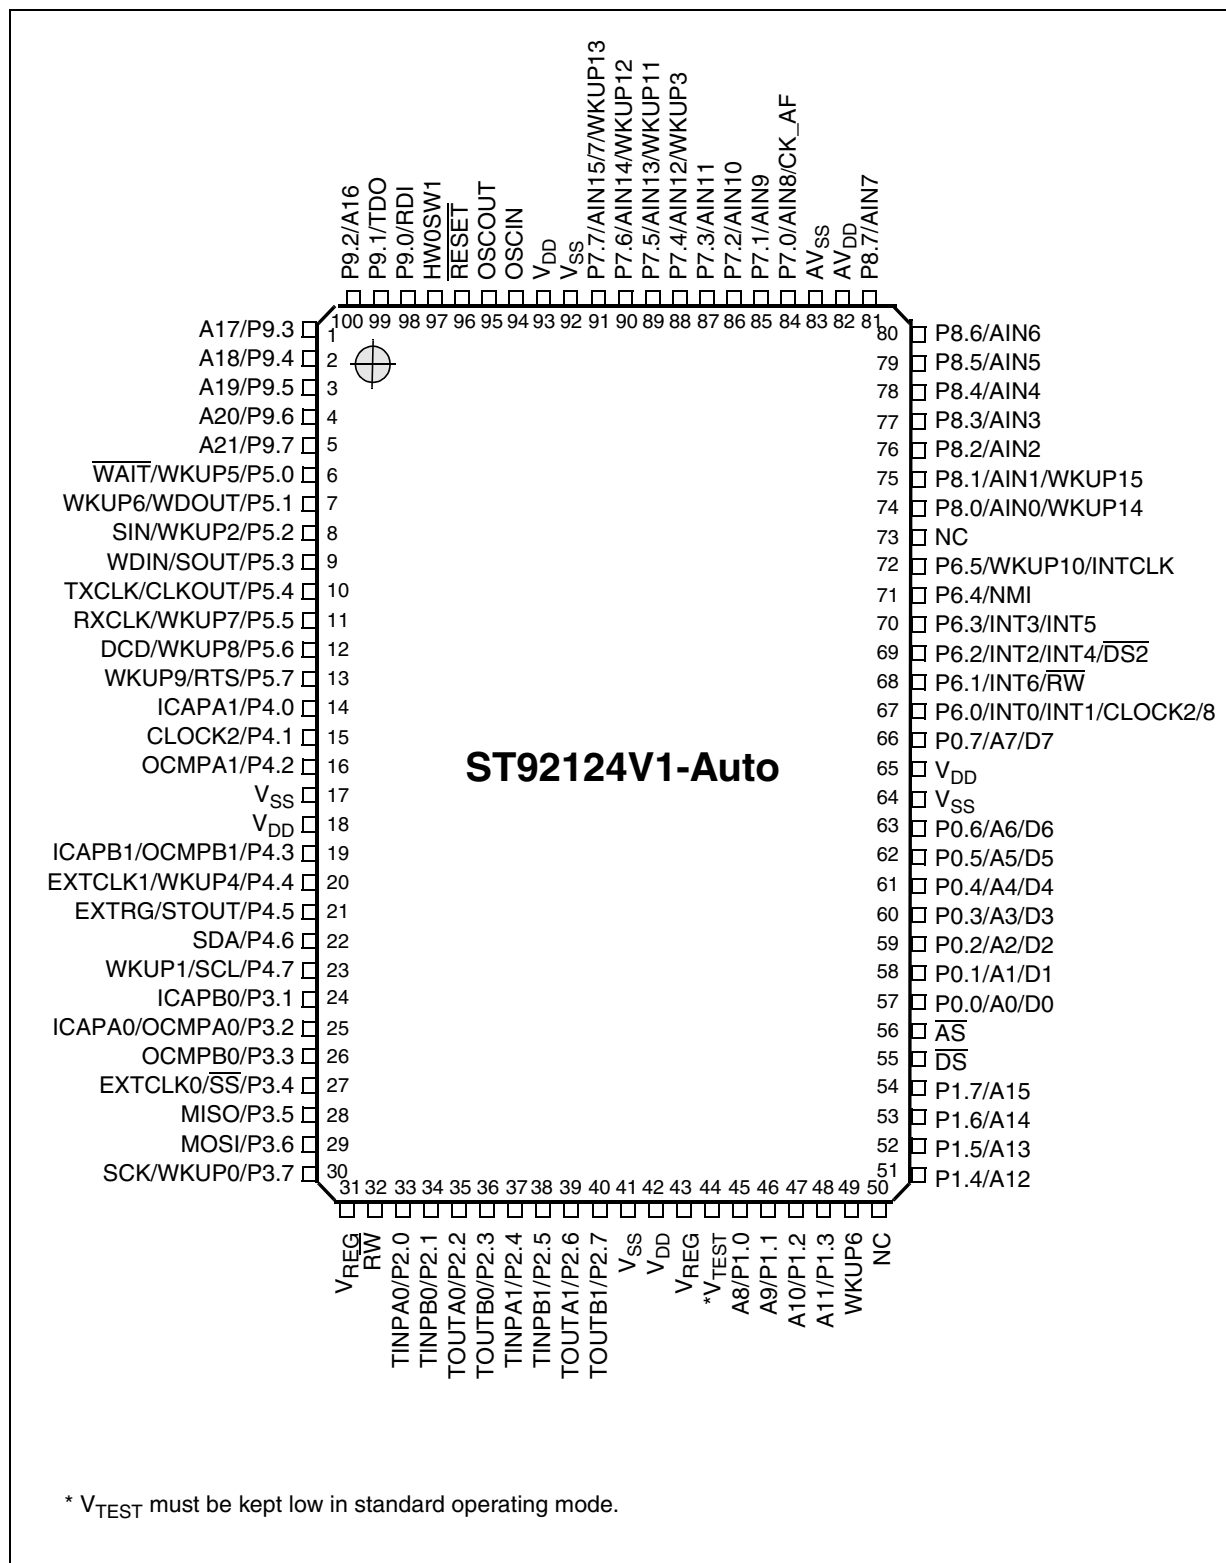 P9.2/A16
P9.1/TDO
P9.0/RDI
HW0SW1
RESET
OSCOUT
OSCIN
VDD
VSS
P7.7/AIN15/7/WKUP13
P7.6/AIN14/WKUP12
P7.5/AIN13/WKUP11
P7.4/AIN12/WKUP3
P7.3/AIN11
P7.2/AIN10
P7.1/AIN9
P7.0/AIN8/CK_AF
AVSS
AVDD
P8.7/AIN7
100 99 98 97 96 95 94 93 92 91 90 89 88 87 86 85 84 83 82 81
A17/P9.3 1
A18/P9.4 2
A19/P9.5 3
A20/P9.6 4
A21/P9.7 5
WAIT/WKUP5/P5.0 6
WKUP6/WDOUT/P5.1 7
SIN/WKUP2/P5.2 8
WDIN/SOUT/P5.3 9
TXCLK/CLKOUT/P5.4 10
RXCLK/WKUP7/P5.5 11
DCD/WKUP8/P5.6 12
WKUP9/RTS/P5.7 13
ICAPA1/P4.0 14
CLOCK2/P4.1 15
OCMPA1/P4.2 16
VSS 17
VDD 18
ICAPB1/OCMPB1/P4.3 19
EXTCLK1/WKUP4/P4.4 20
EXTRG/STOUT/P4.5 21
SDA/P4.6 22
WKUP1/SCL/P4.7 23
ICAPB0/P3.1 24
ICAPA0/OCMPA0/P3.2 25
OCMPB0/P3.3 26
EXTCLK0/SS/P3.4 27
MISO/P3.5 28
MOSI/P3.6 29
SCK/WKUP0/P3.7 30
ST92124V1-Auto
80 P8.6/AIN6
79 P8.5/AIN5
78 P8.4/AIN4
77 P8.3/AIN3
76 P8.2/AIN2
75 P8.1/AIN1/WKUP15
74 P8.0/AIN0/WKUP14
73 NC
72 P6.5/WKUP10/INTCLK
71 P6.4/NMI
70 P6.3/INT3/INT5
69 P6.2/INT2/INT4/DS2
68 P6.1/INT6/RW
67 P6.0/INT0/INT1/CLOCK2/8
66 P0.7/A7/D7
65 VDD
64 VSS
63 P0.6/A6/D6
62 P0.5/A5/D5
61 P0.4/A4/D4
60 P0.3/A3/D3
59 P0.2/A2/D2
58 P0.1/A1/D1
57 P0.0/A0/D0
56 AS
55 DS
54 P1.7/A15
53 P1.6/A14
52 P1.5/A13
51 P1.4/A12
31 32 33 34 35 36 37 38 39 40 41 42 43 44 45 46 47 48 49 50
VREG
RW
TINPA0/P2.0
TINPB0/P2.1
TOUTA0/P2.2
TOUTB0/P2.3
TINPA1/P2.4
TINPB1/P2.5
TOUTA1/P2.6
TOUTB1/P2.7
VSS
VDD
VREG
*VTEST
A8/P1.0
A9/P1.1
A10/P1.2
A11/P1.3
WKUP6
NC
* VTEST must be kept low in standard operating mode.